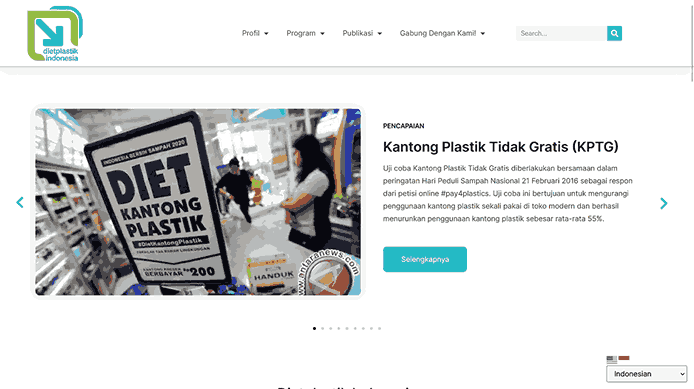 dietplastik
indonesia
Profil
Program
Publikasi
Gabung Dengan Kami!
Search...
INDONESIA BERSIH SAMPAH 2020
DIET
KANTONG
PLASTIK
#DietKantongPlastik
KANTONG
BERBAYAR Rp 200
HANDUK
www.antaranews.com
PENCAPAIAN
Kantong Plastik Tidak Gratis (KPTG)
Uji coba Kantong Plastik Tidak Gratis diberlakukan bersamaan dalam
peringatan Hari Peduli Sampah Nasional 21 Februari 2016 sebagai respon
dari petisi online #pay4plastics. Uji coba ini bertujuan untuk mengurangi
penggunaan kantong plastik sekali pakai di toko modern dan berhasil
menurunkan penggunaan kantong plastik sebesar rata-rata 55%.
Selengkapnya
Indonesian